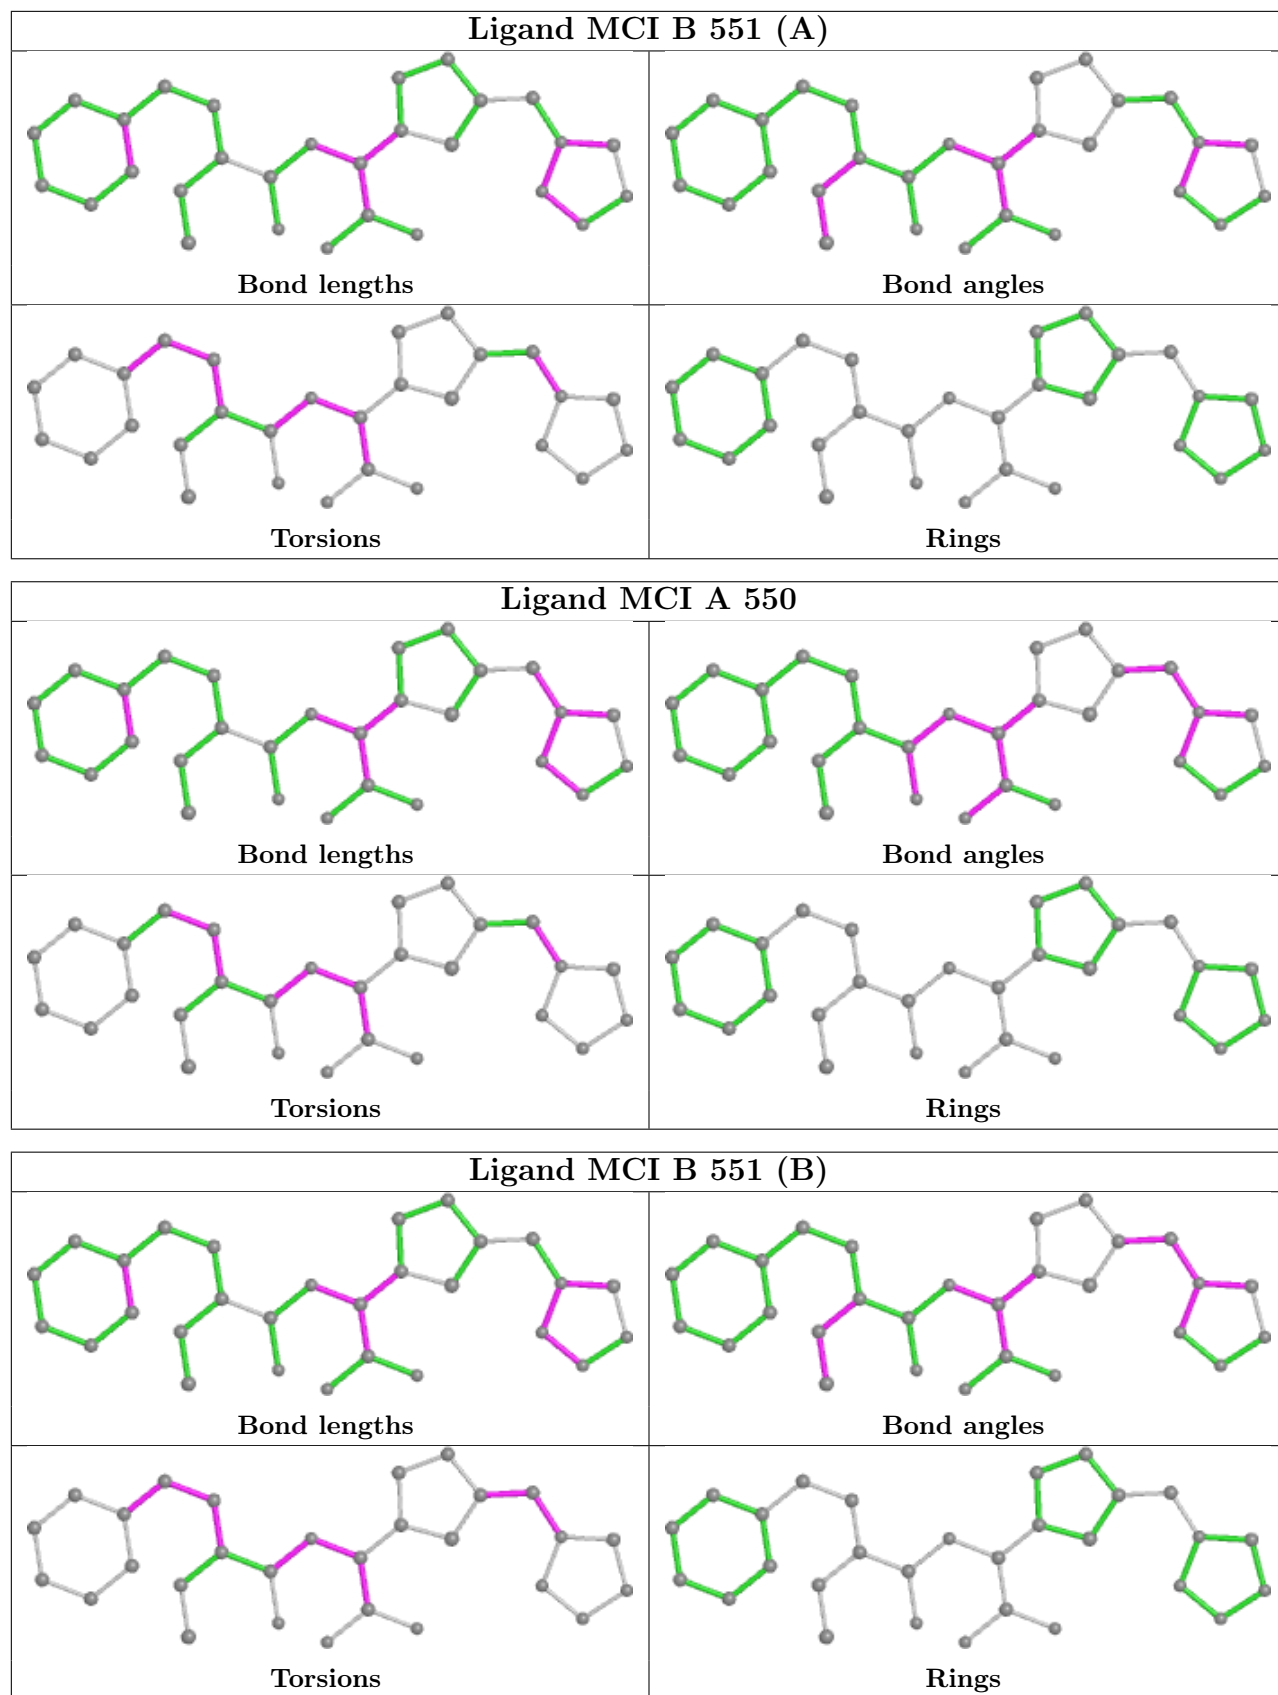 Ligand MCI B 551 (A)
Bond lengths
Bond angles
Torsions
Rings
Ligand MCI A 550
Bond lengths
Bond angles
Torsions
Rings
Ligand MCI B 551 (B)
Bond lengths
Bond angles
Torsions
Rings